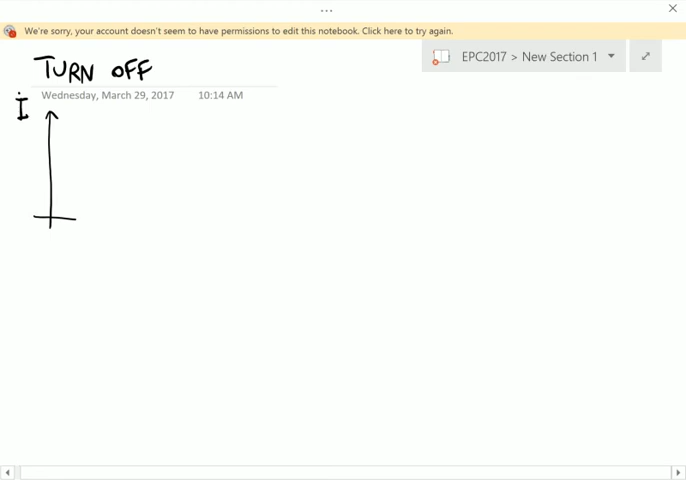 ...
We're sorry, your account doesn't seem to have permissions to edit this notebook. Click here to try again.
EPC2017 > New Section 1
TURN OFF
Wednesday, March 29, 2017 10:14 AM
I